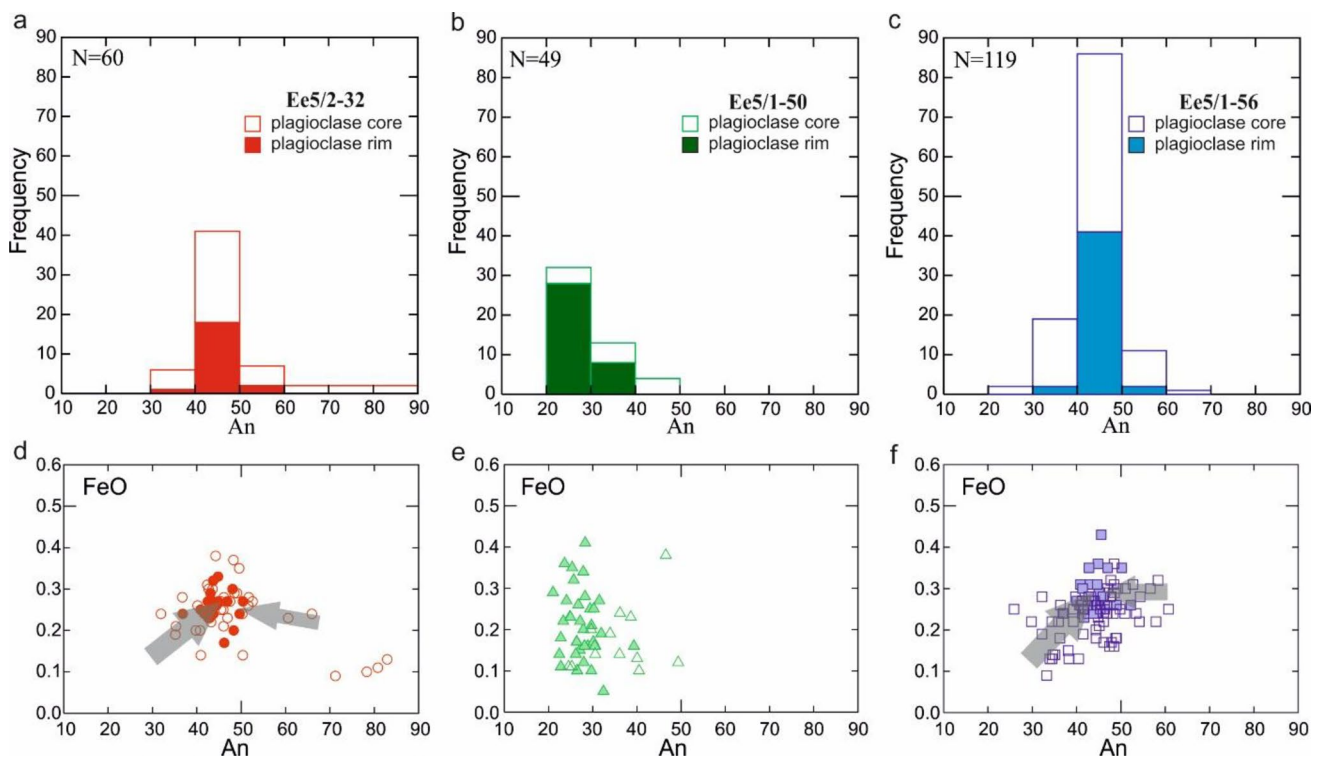 a
90
80
70
60
50
40
30
20
10
0
Frequency
N=60
Ee5/2-32
plagioclase core
plagioclase rim
10 20 30 40 50 60 70 80 90
An
b
90
80
70
60
50
40
30
20
10
0
Frequency
N=49
Ee5/1-50
plagioclase core
plagioclase rim
10 20 30 40 50 60 70 80 90
An
c
90
80
70
60
50
40
30
20
10
0
Frequency
N=119
Ee5/1-56
plagioclase core
plagioclase rim
10 20 30 40 50 60 70 80 90
An
d
0.6
0.5
0.4
0.3
0.2
0.1
0.0
FeO
10 20 30 40 50 60 70 80 90
An
e
0.6
0.5
0.4
0.3
0.2
0.1
0.0
FeO
10 20 30 40 50 60 70 80 90
An
f
0.6
0.5
0.4
0.3
0.2
0.1
0.0
FeO
10 20 30 40 50 60 70 80 90
An